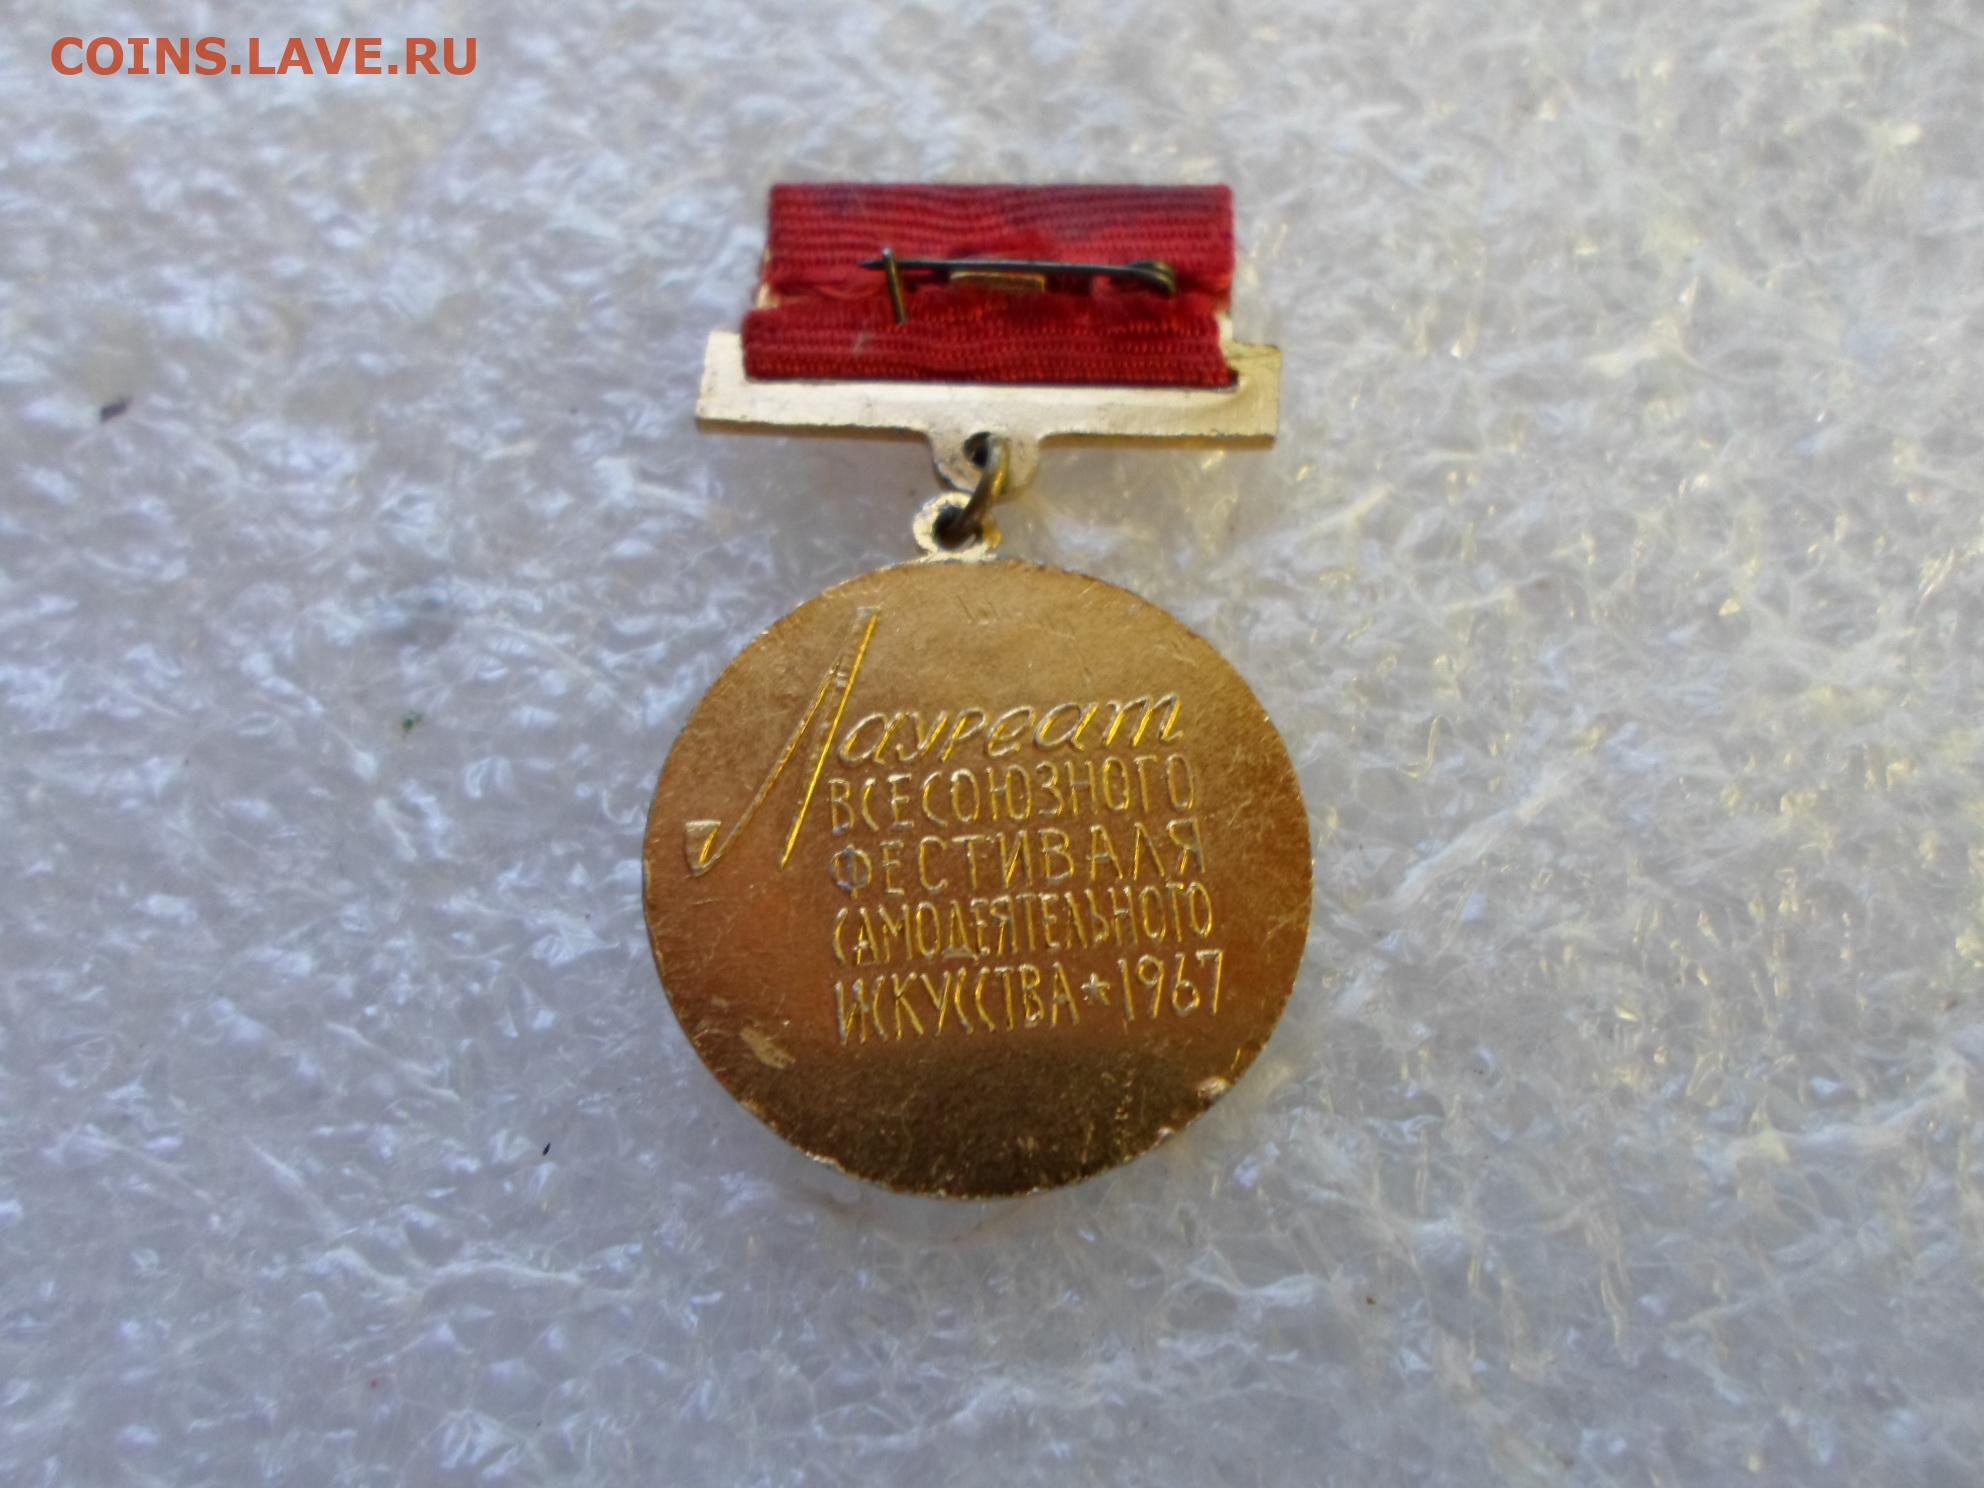 COINS.LAVE.RU
Лауреат
ВСЕСОЮЗНОГО
ФЕСТИВАЛЯ
САМОДЕЯТЕЛЬНОГО
ИСКУССТВА ★ 1967